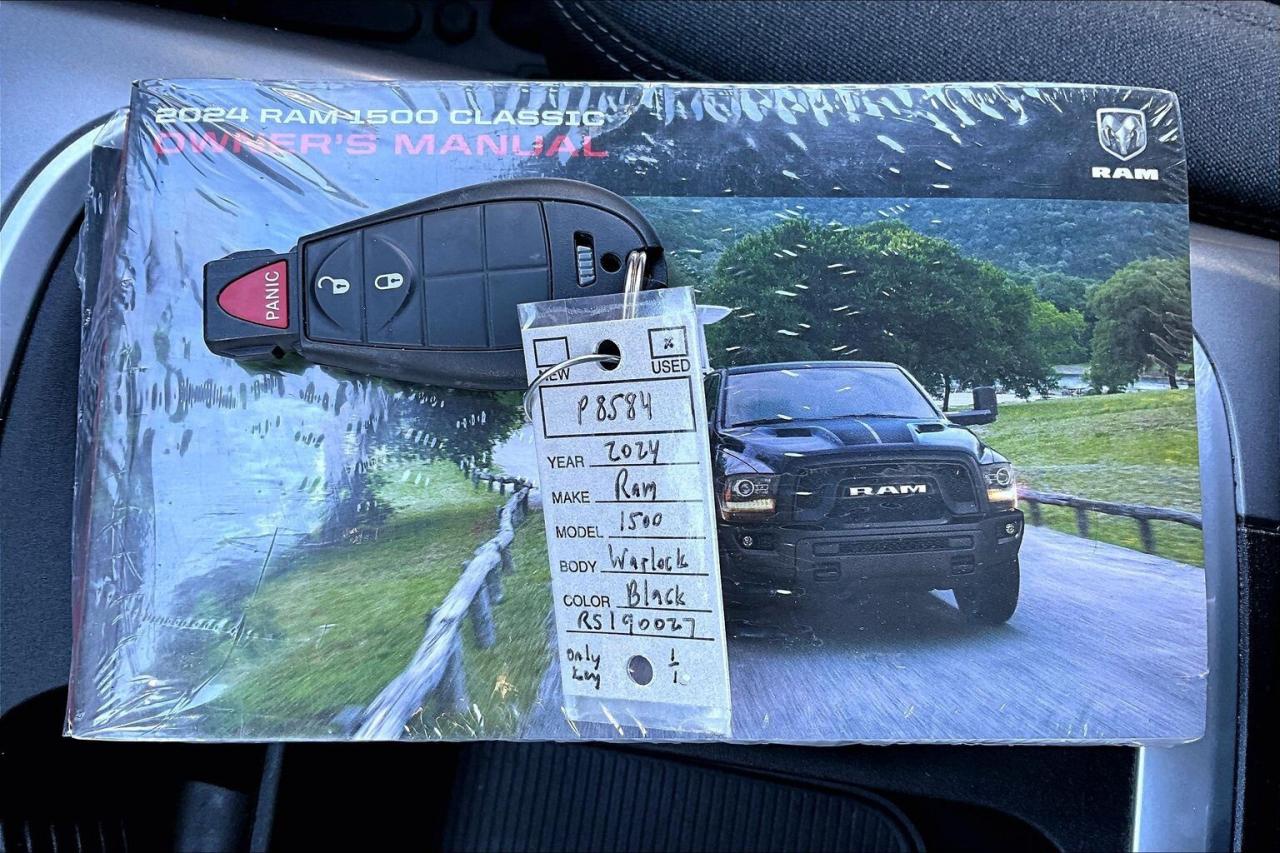 2024 RAM 1500 CLASSIC
OWNER'S MANUAL
RAM
PANIC
NEW
X
USED
P8584
YEAR 2024
MAKE Ram
MODEL 1500
BODY Warlock
COLOR Black
RS190027
only key 1/1
RAM